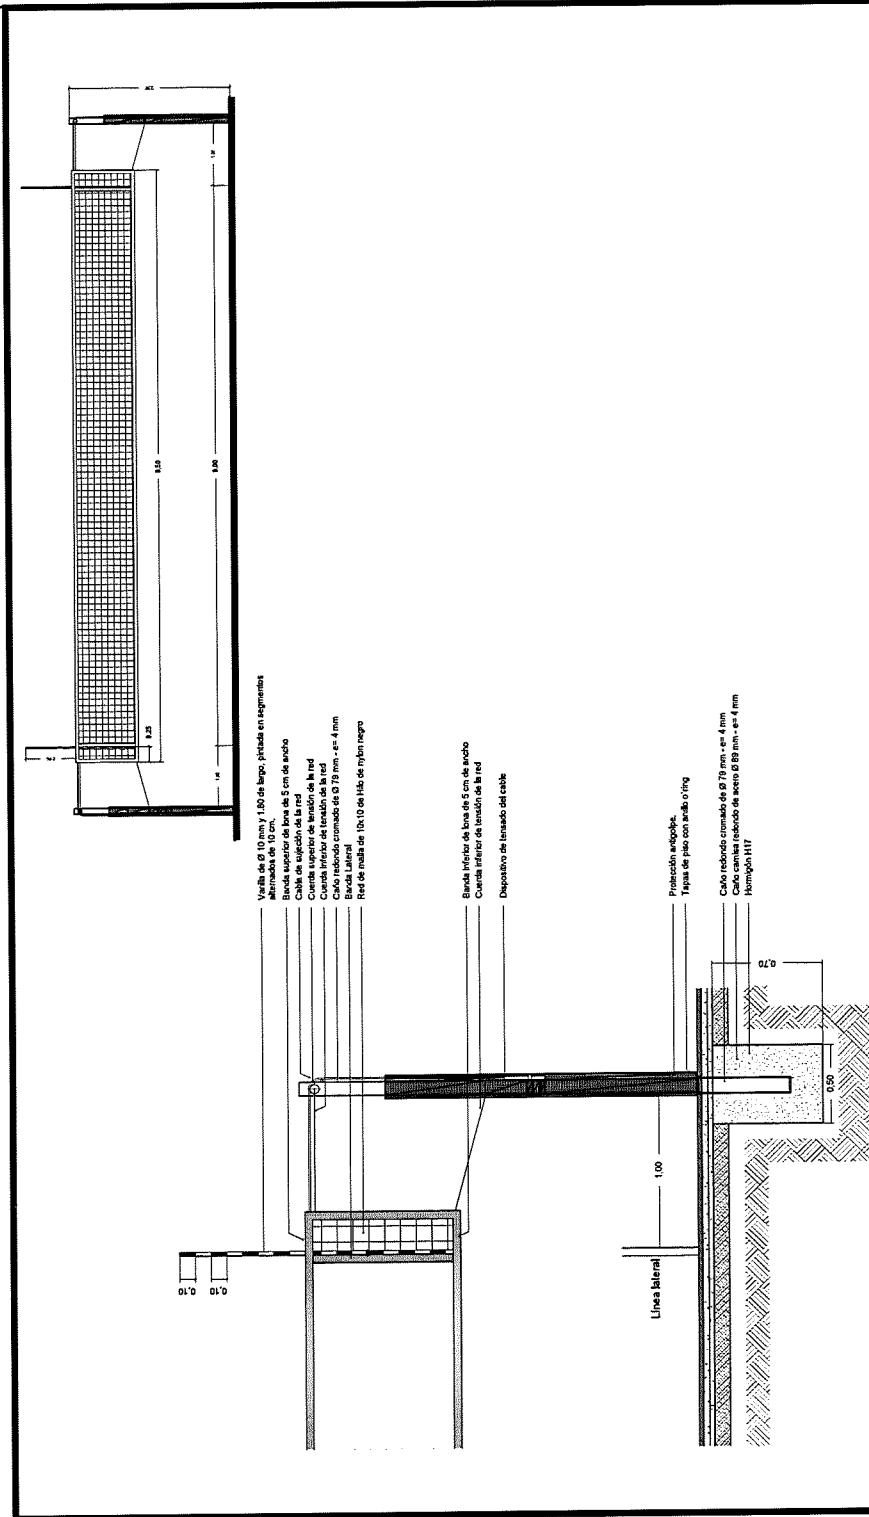 9,50
9,00
0,25
Varilla de Ø 10 mm y 1.80 de largo, pintada en segmentos
alternados de 10 cm.
Banda superior de lona de 5 cm de ancho
Cable de sujeción de la red
Cuerda superior de tensión de la red
Cuerda inferior de tensión de la red
Caño redondo cromado de Ø 79 mm - e= 4 mm
Banda Lateral
Red de malla de 10x10 de Hilo de nylon negro
Banda inferior de lona de 5 cm de ancho
Cuerda inferior de tensión de la red
Dispositivo de tensado del cable
Protección antigolpe.
Tapas de piso con anillo o'ring
Caño redondo cromado de Ø 79 mm - e= 4 mm
Caño camisa redondo de acero Ø 89 mm - e= 4 mm
Hormigón H17
0,10
0,10
Línea lateral
1,00
0,50
0,70